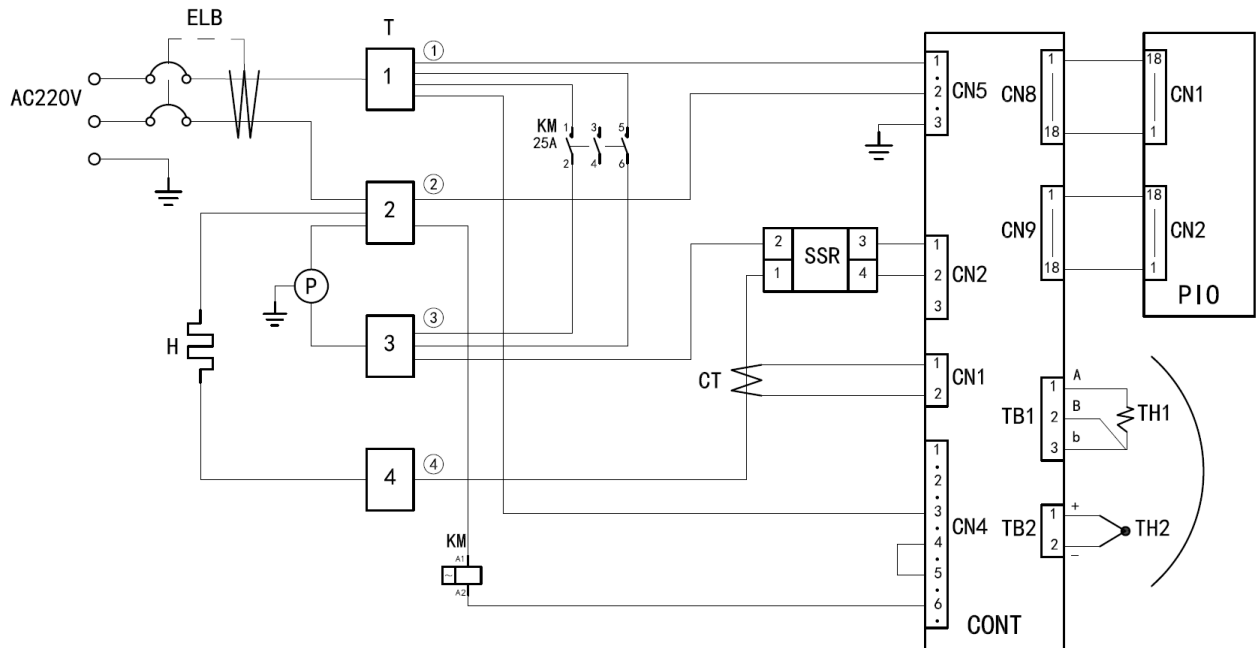 ELB
AC220V
T
1
①
2
②
3
③
4
④
KM
25A
1
3
5
2
4
6
P
H
KM
A1
~
A2
2
1
SSR
3
4
CT
1
2
3
CN5
1
2
3
CN2
1
2
CN1
1
2
3
4
5
6
CN4
CONT
CN8
1
18
CN9
1
18
18
1
CN1
18
1
CN2
PIO
TB1
1
2
3
A
B
b
TH1
TB2
1
2
+
−
TH2